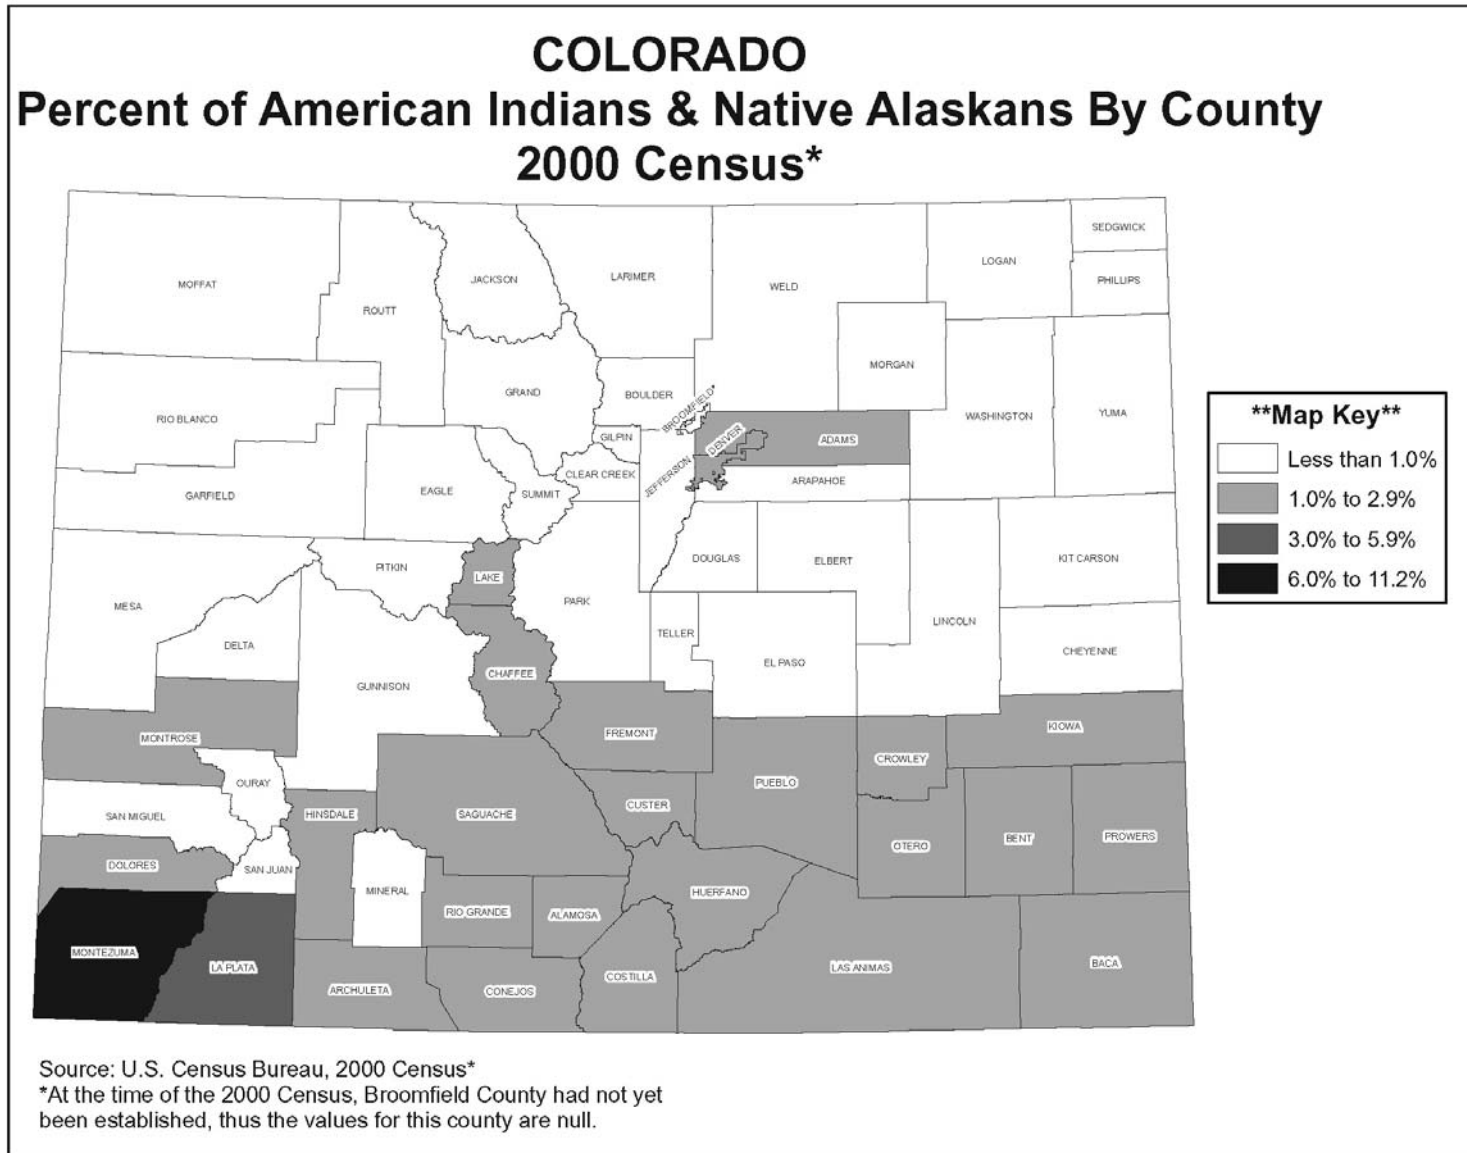 COLORADO
Percent of American Indians & Native Alaskans By County
2000 Census*
SEDGWICK
LOGAN
JACKSON
LARIMER
MOFFAT
WELD
PHILLIPS
ROUTT
MORGAN
GRAND
BOULDER
BROOMFIELD*
RIO BLANCO
WASHINGTON
YUMA
GILPIN
DENVER
ADAMS
CLEAR CREEK
JEFFERSON
ARAPAHOE
GARFIELD
EAGLE
SUMMIT
DOUGLAS
ELBERT
KIT CARSON
PITKIN
LAKE
MESA
PARK
LINCOLN
TELLER
DELTA
CHEYENNE
EL PASO
CHAFFEE
GUNNISON
KIOWA
MONTROSE
FREMONT
CROWLEY
OURAY
PUEBLO
CUSTER
SAN MIGUEL
HINSDALE
SAGUACHE
PROWERS
BENT
OTERO
DOLORES
SAN JUAN
MINERAL
HUERFANO
RIO GRANDE
ALAMOSA
MONTEZUMA
LA PLATA
COSTILLA
LAS ANIMAS
BACA
ARCHULETA
CONEJOS
**Map Key**
Less than 1.0%
1.0% to 2.9%
3.0% to 5.9%
6.0% to 11.2%
Source: U.S. Census Bureau, 2000 Census*
*At the time of the 2000 Census, Broomfield County had not yet
been established, thus the values for this county are null.